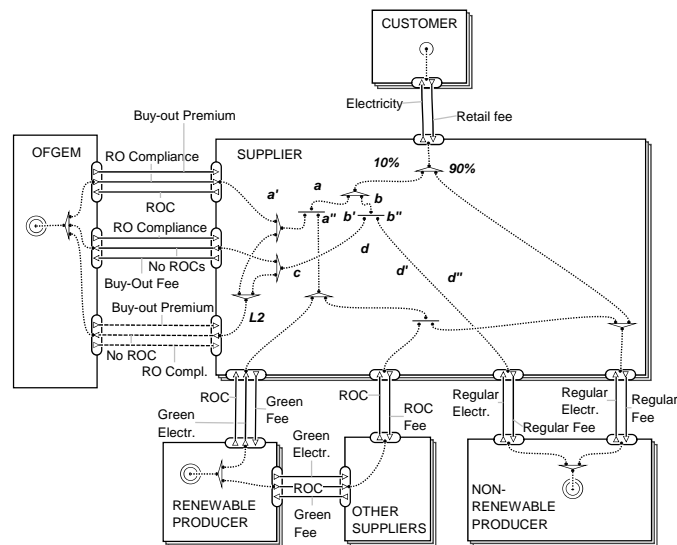 CUSTOMER
Electricity
Retail fee
Buy-out Premium
OFGEM
RO Compliance
SUPPLIER
10%
90%
a
b
a'
a"
b'
b"
ROC
RO Compliance
No ROCs
Buy-Out Fee
c
d
d'
d"
Buy-out Premium
L2
No ROC
RO Compl.
ROC
Green
Fee
Green
Electr.
ROC
ROC
Fee
Regular
Electr.
Regular Fee
Regular
Electr.
Regular
Fee
Green
Electr.
ROC
Green
Fee
RENEWABLE
PRODUCER
OTHER
SUPPLIERS
NON-
RENEWABLE
PRODUCER